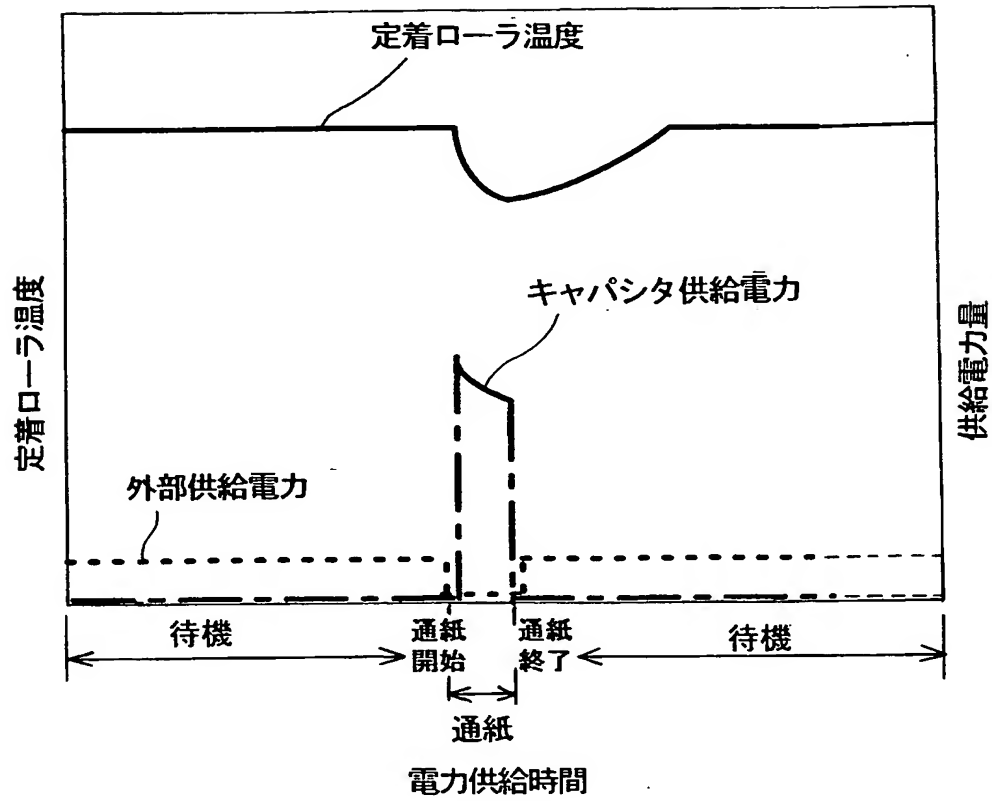 定着ローラ温度
キャパシタ供給電力
定着ローラ温度
供給電力量
外部供給電力
待機
通紙
開始
通紙
終了
待機
通紙
電力供給時間